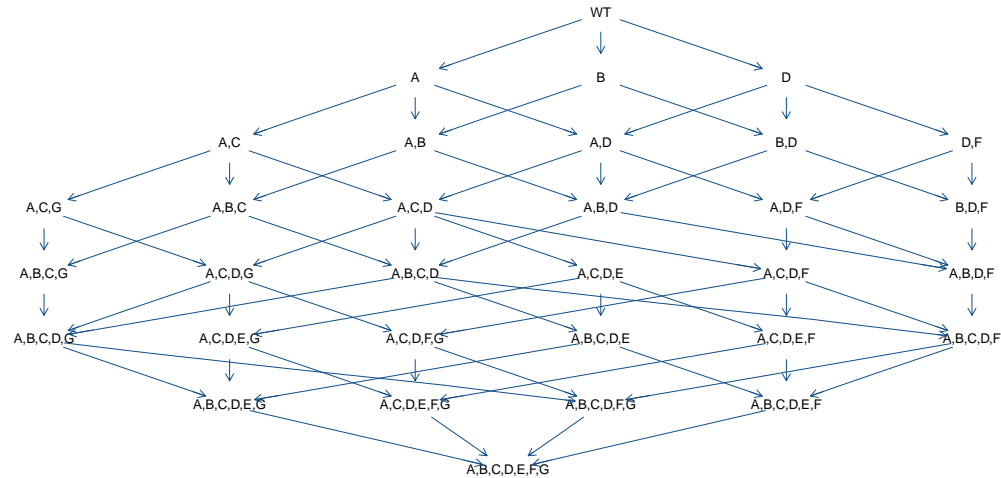 WT
A B D
A,C A,B A,D B,D D,F
A,C,G A,B,C A,C,D A,B,D A,D,F B,D,F
A,B,C,G A,C,D,G A,B,C,D A,C,D,E A,C,D,F A,B,D,F
A,B,C,D,G A,C,D,E,G A,C,D,F,G A,B,C,D,E A,C,D,E,F A,B,C,D,F
A,B,C,D,E,G A,C,D,E,F,G A,B,C,D,F,G A,B,C,D,E,F
A,B,C,D,E,F,G